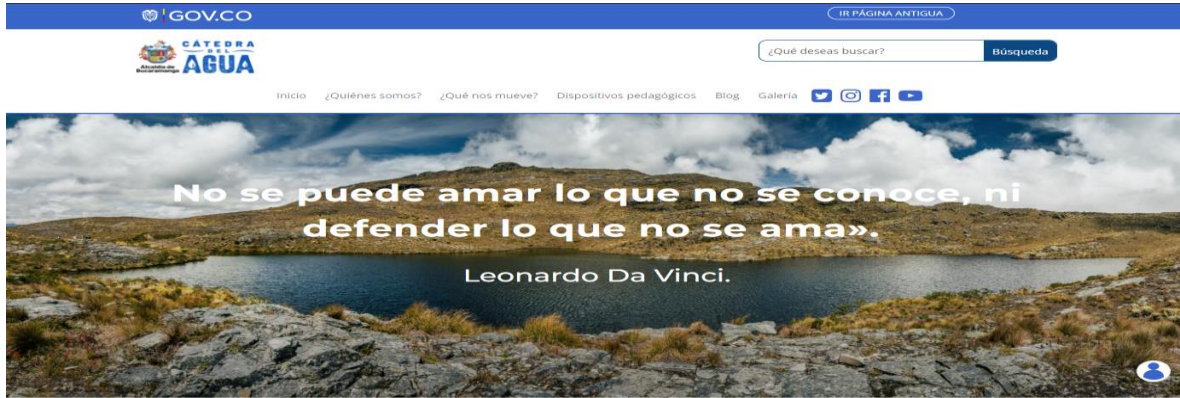 GOV.CO
IR PÁGINA ANTIGUA
Alcaldía de
Bucaramanga
CÁTEDRA
DEL
AGUA
¿Qué deseas buscar?
Búsqueda
Inicio ¿Quiénes somos? ¿Qué nos mueve? Dispositivos pedagógicos Blog Galería
No se puede amar lo que no se conoce, ni
defender lo que no se ama».
Leonardo Da Vinci.